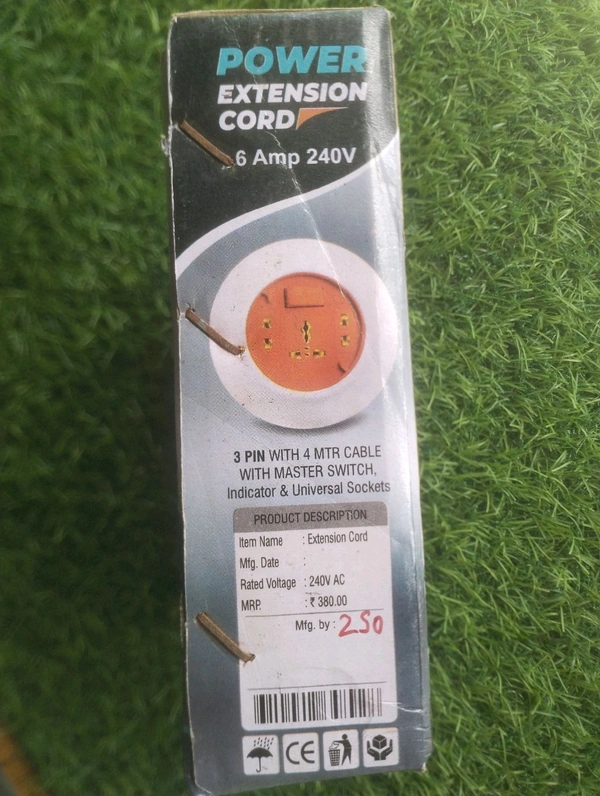 POWER
EXTENSION
CORD
6 Amp 240V
3 PIN WITH 4 MTR CABLE
WITH MASTER SWITCH,
Indicator & Universal Sockets
PRODUCT DESCRIPTION
Item Name : Extension Cord
Mfg. Date :
Rated Voltage : 240V AC
MRP : ₹ 380.00
Mfg. by : 250
CE